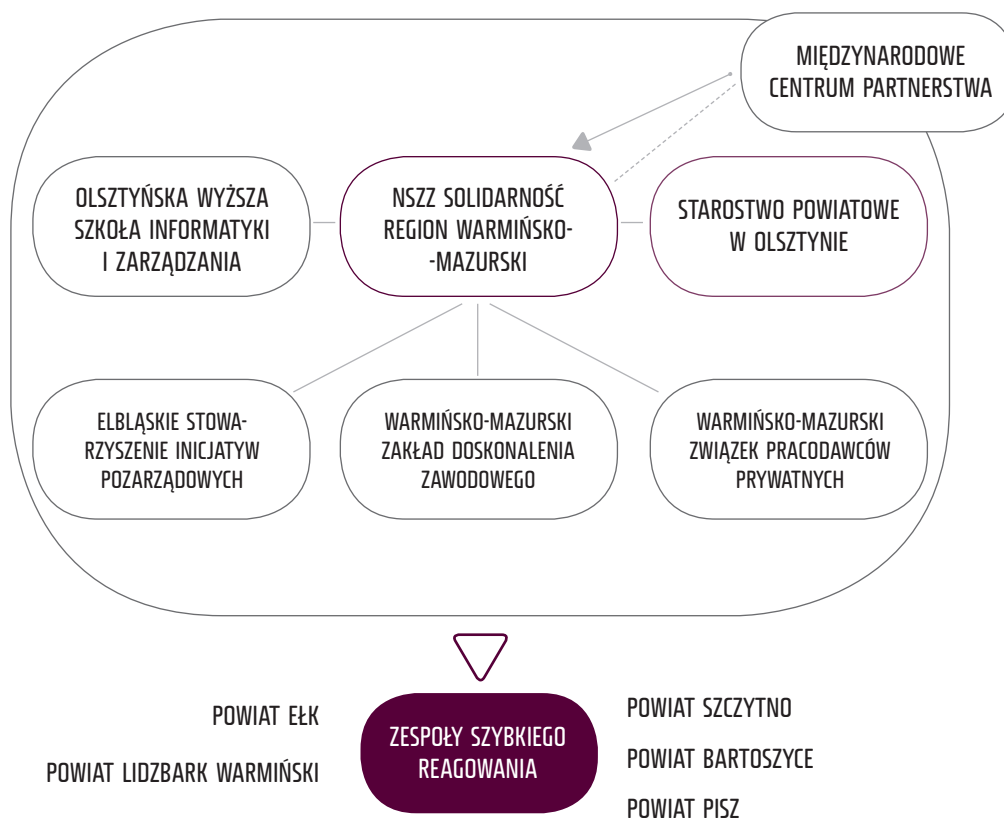 MIĘDZYNARODOWE
CENTRUM PARTNERSTWA
OLSZTYŃSKA WYŻSZA
SZKOŁA INFORMATYKI
I ZARZĄDZANIA
NSZZ SOLIDARNOŚĆ
REGION WARMIŃSKO-
-MAZURSKI
STAROSTWO POWIATOWE
W OLSZTYNIE
ELBLĄSKIE STOWA-
RZYSZENIE INICJATYW
POZARZĄDOWYCH
WARMIŃSKO-MAZURSKI
ZAKŁAD DOSKONALENIA
ZAWODOWEGO
WARMIŃSKO-MAZURSKI
ZWIĄZEK PRACODAWCÓW
PRYWATNYCH
POWIAT EŁK
POWIAT LIDZBARK WARMIŃSKI
ZESPOŁY SZYBKIEGO
REAGOWANIA
POWIAT SZCZYTNO
POWIAT BARTOSZYCE
POWIAT PISZ